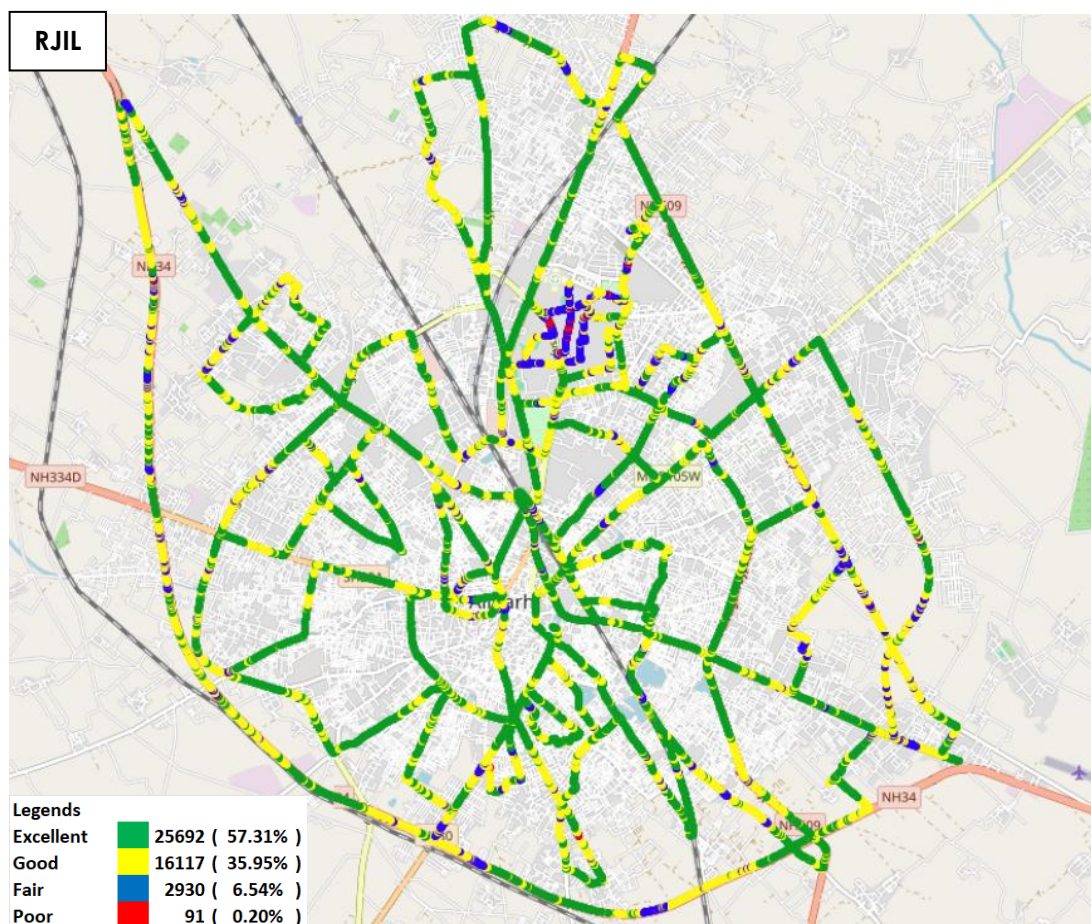 RJIL
NH34
NH334D
NH34
Legends
Excellent 25692 ( 57.31% )
Good 16117 ( 35.95% )
Fair 2930 ( 6.54% )
Poor 91 ( 0.20% )